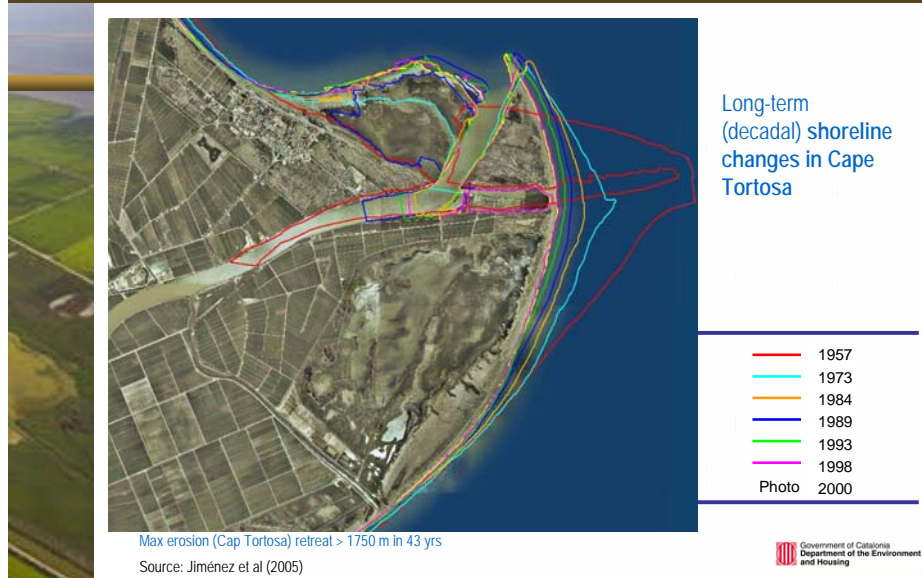 Long-term
(decadal) shoreline
changes in Cape
Tortosa
1957
1973
1984
1989
1993
1998
Photo 2000
Max erosion (Cap Tortosa) retreat > 1750 m in 43 yrs
Source: Jiménez et al (2005)
Government of Catalonia
Department of the Environment
and Housing